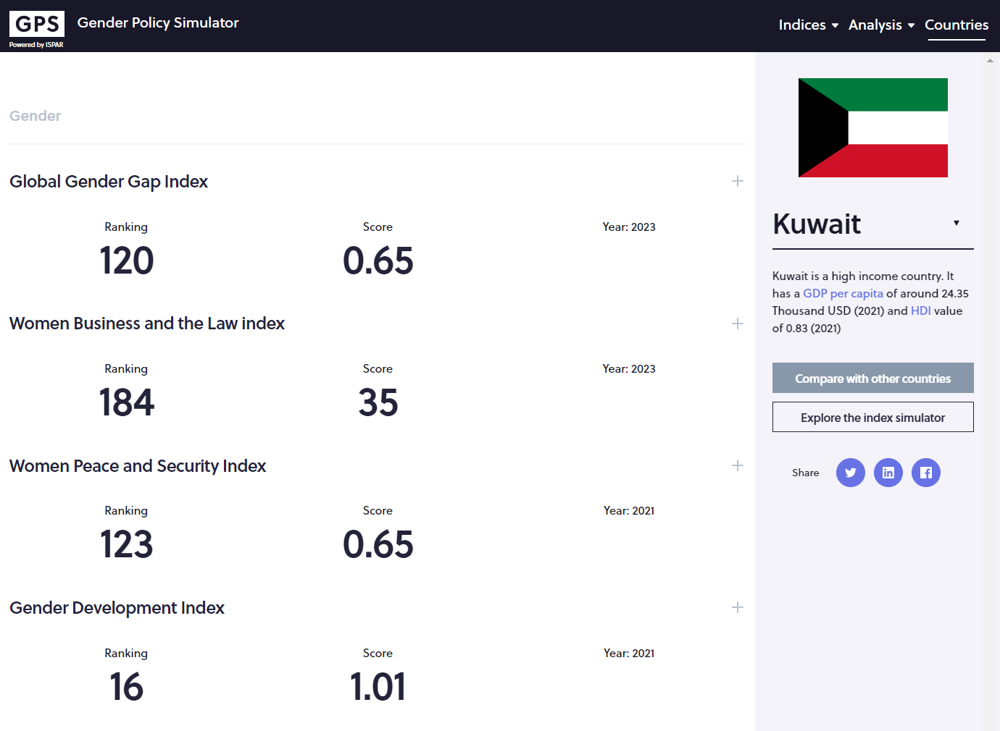 GPS
Powered by ISPAR
Gender Policy Simulator
Indices
Analysis
Countries
Gender
Global Gender Gap Index
Ranking
Score
Year: 2023
120
0.65
Women Business and the Law index
Ranking
Score
Year: 2023
184
35
Women Peace and Security Index
Ranking
Score
Year: 2021
123
0.65
Gender Development Index
Ranking
Score
Year: 2021
16
1.01
Kuwait
Kuwait is a high income country. It
has a GDP per capita of around 24.35
Thousand USD (2021) and HDI value
of 0.83 (2021)
Compare with other countries
Explore the index simulator
Share